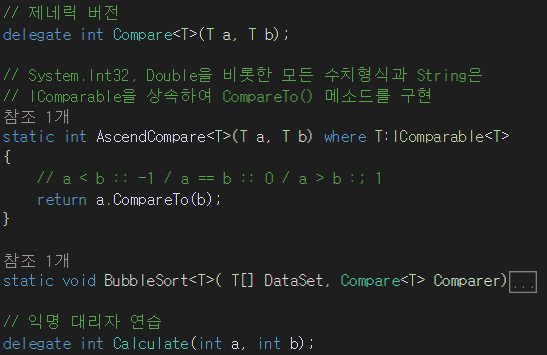 // 제네릭 버전
delegate int Compare<T>(T a, T b);
// System.Int32, Double을 비롯한 모든 수치형식과 String은
// IComparable을 상속하여 CompareTo() 메소드를 구현
참조 1개
static int AscendCompare<T>(T a, T b) where T:IComparable<T>
{
// a < b :: -1 / a == b :: 0 / a > b :; 1
return a.CompareTo(b);
}
참조 1개
static void BubbleSort<T>( T[] DataSet, Compare<T> Comparer)...
// 익명 대리자 연습
delegate int Calculate(int a, int b);